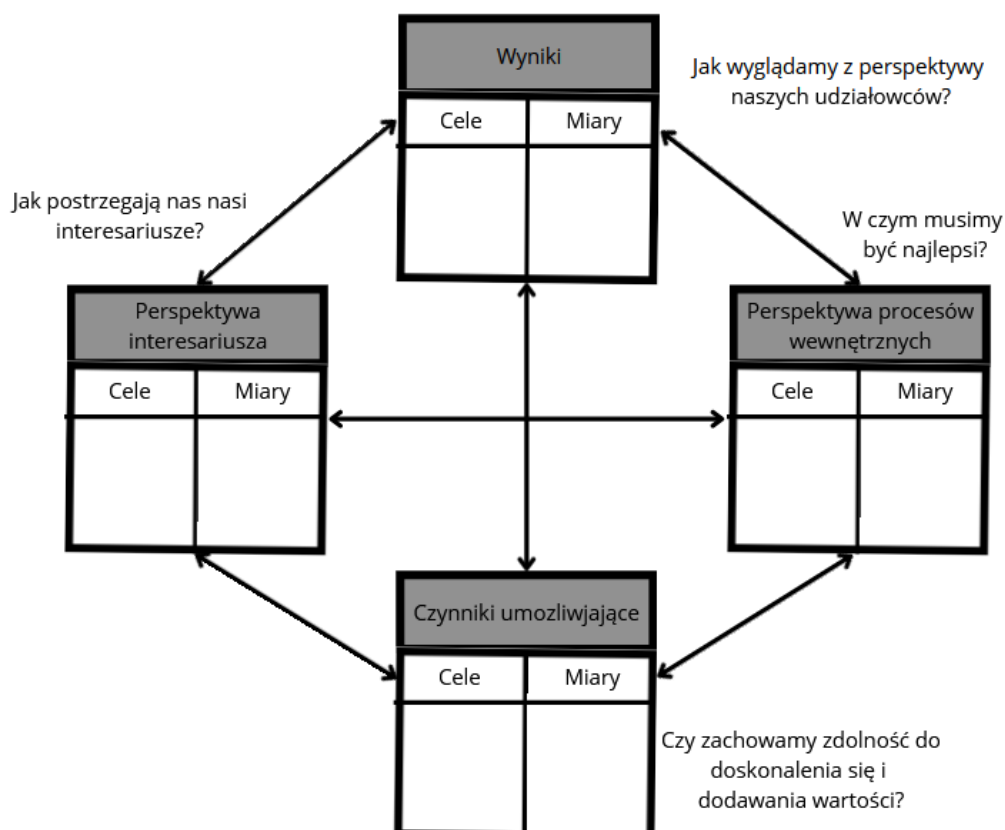 Wyniki
Jak wyglądamy z perspektywy
naszych udziałowców?
Cele
Miary
Jak postrzegają nas nasi
interesariusze?
W czym musimy
być najlepsi?
Perspektywa
interesariusza
Cele
Miary
Perspektywa procesów
wewnętrznych
Cele
Miary
Czynniki umozliwjające
Cele
Miary
Czy zachowamy zdolność do
doskonalenia się i
dodawania wartości?